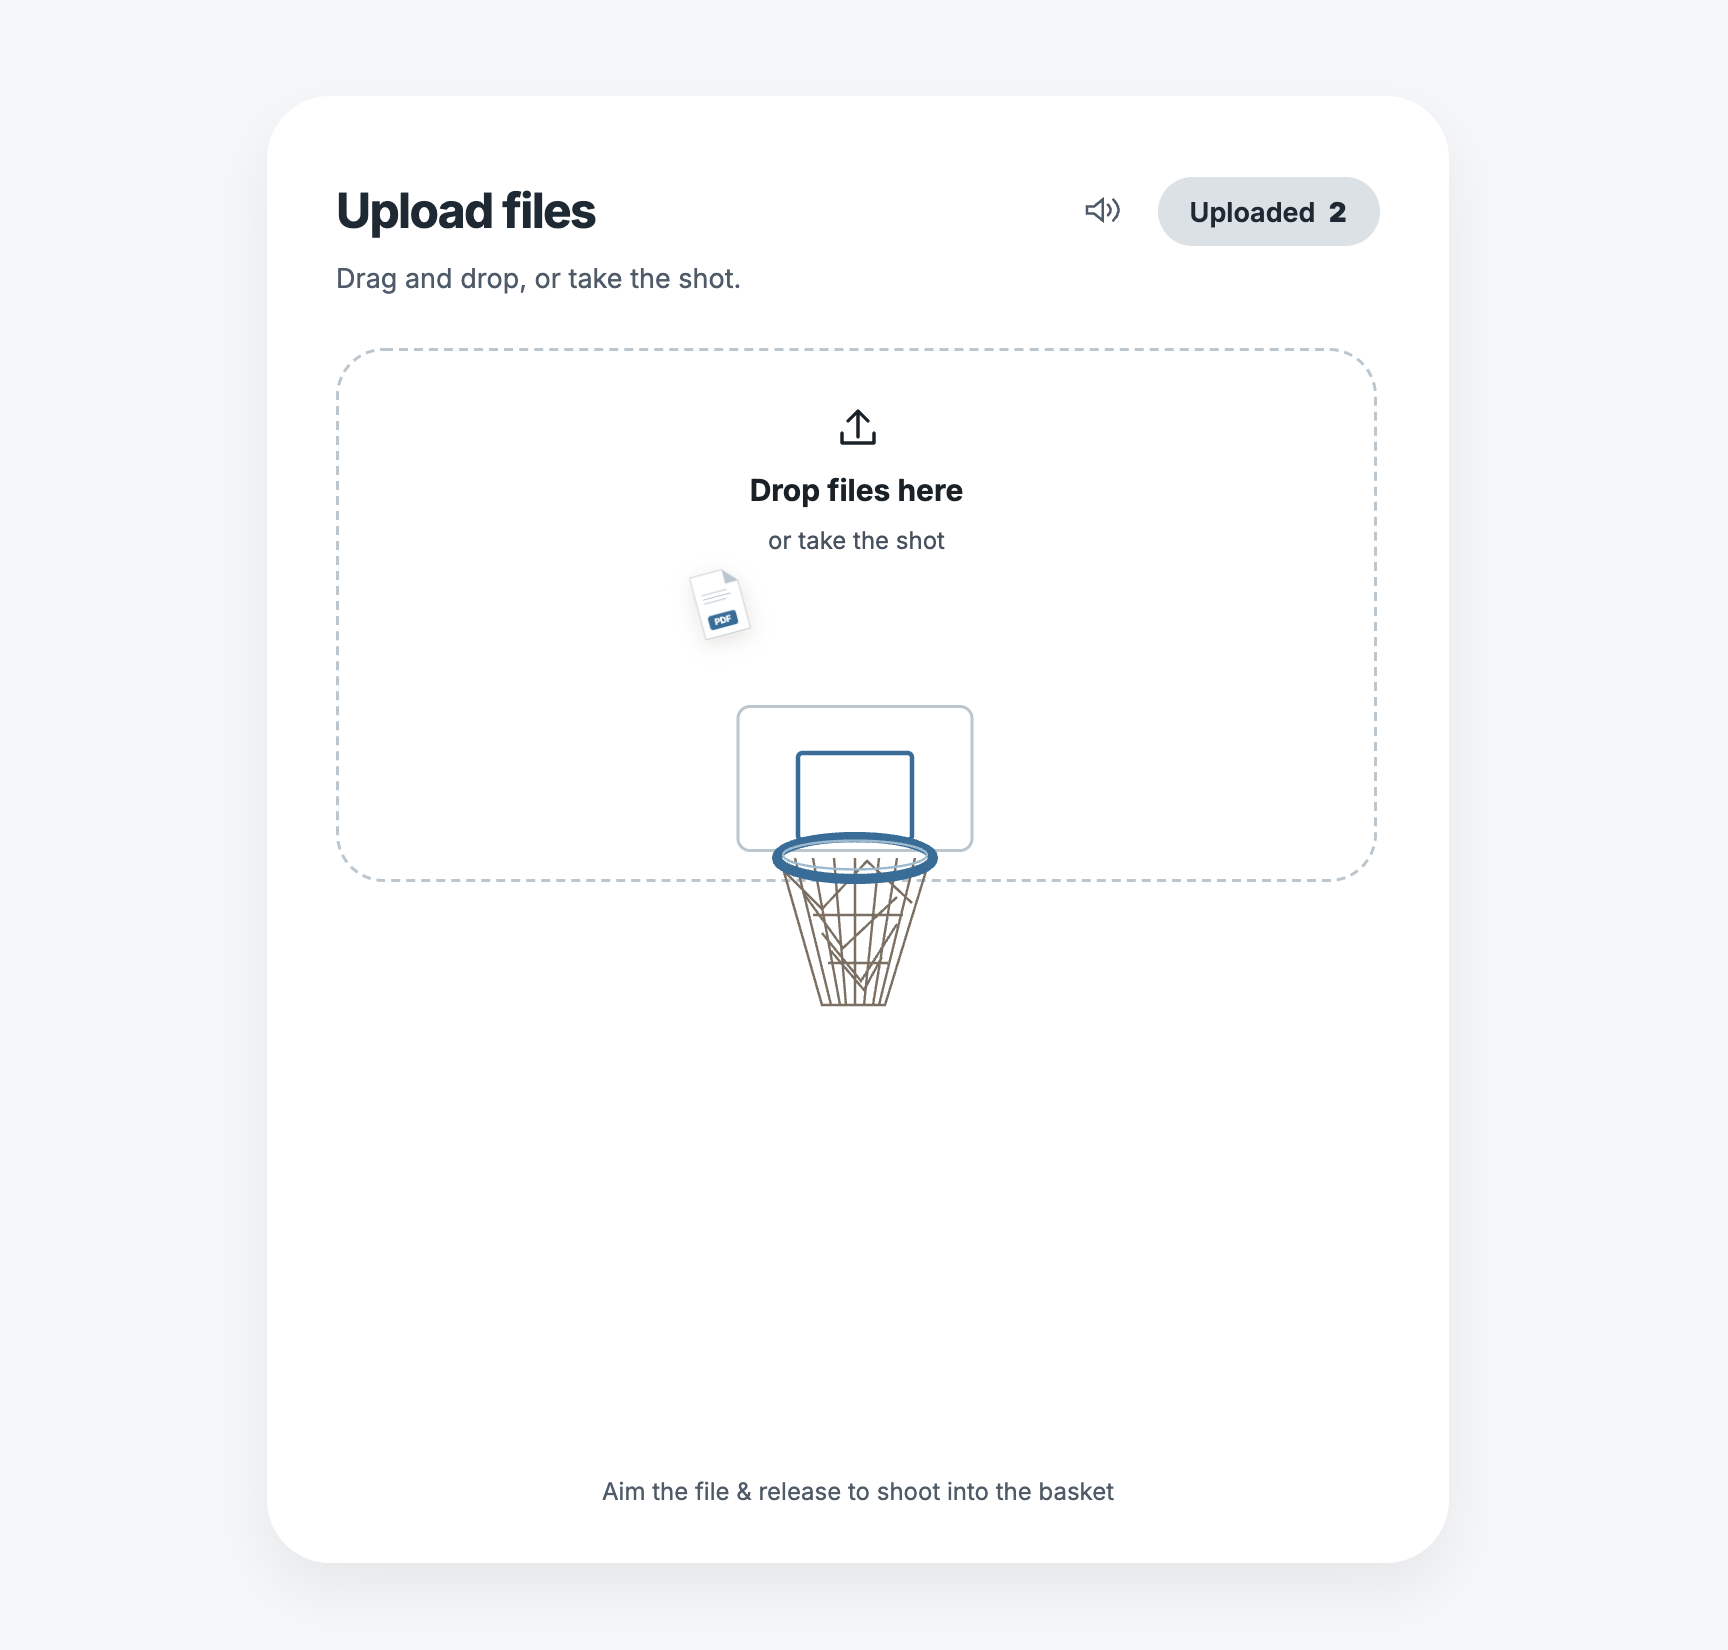 Upload files
Uploaded 2
Drag and drop, or take the shot.
Drop files here
or take the shot
PDF
Aim the file & release to shoot into the basket